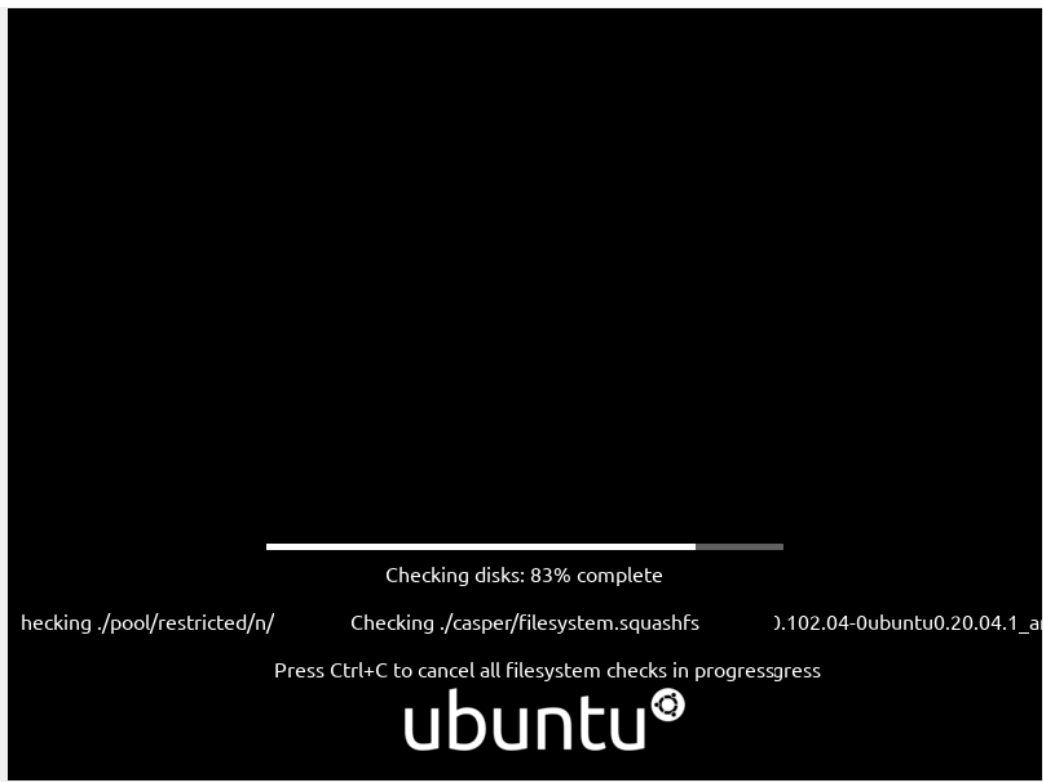 Checking disks: 83% complete
hecking ./pool/restricted/n/ Checking ./casper/filesystem.squashfs 0.102.04-0ubuntu0.20.04.1_a
Press Ctrl+C to cancel all filesystem checks in progressgress
ubuntu